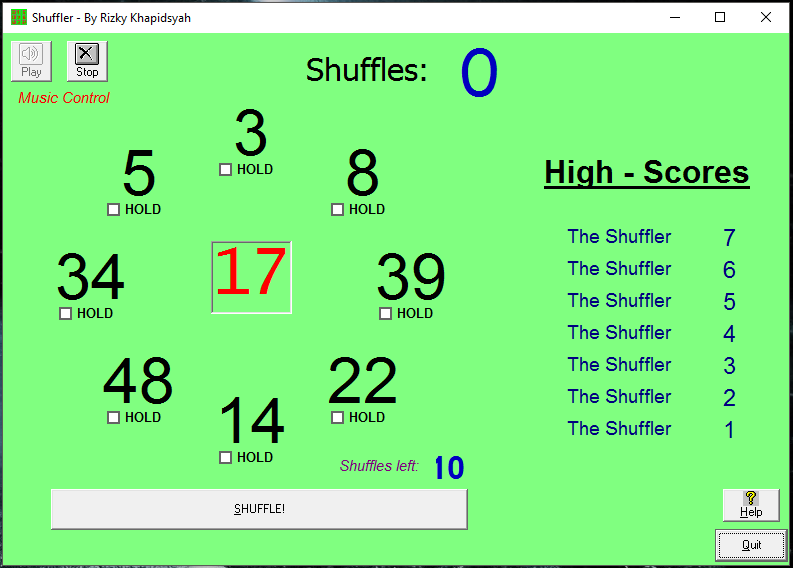 Shuffler - By Rizky Khapidsyah
Play
Stop
Music Control
Shuffles: 0
3
HOLD
5
HOLD
8
HOLD
34
HOLD
17
39
HOLD
48
HOLD
22
HOLD
14
HOLD
Shuffles left: 10
SHUFFLE!
High - Scores
The Shuffler 7
The Shuffler 6
The Shuffler 5
The Shuffler 4
The Shuffler 3
The Shuffler 2
The Shuffler 1
?
Help
Quit